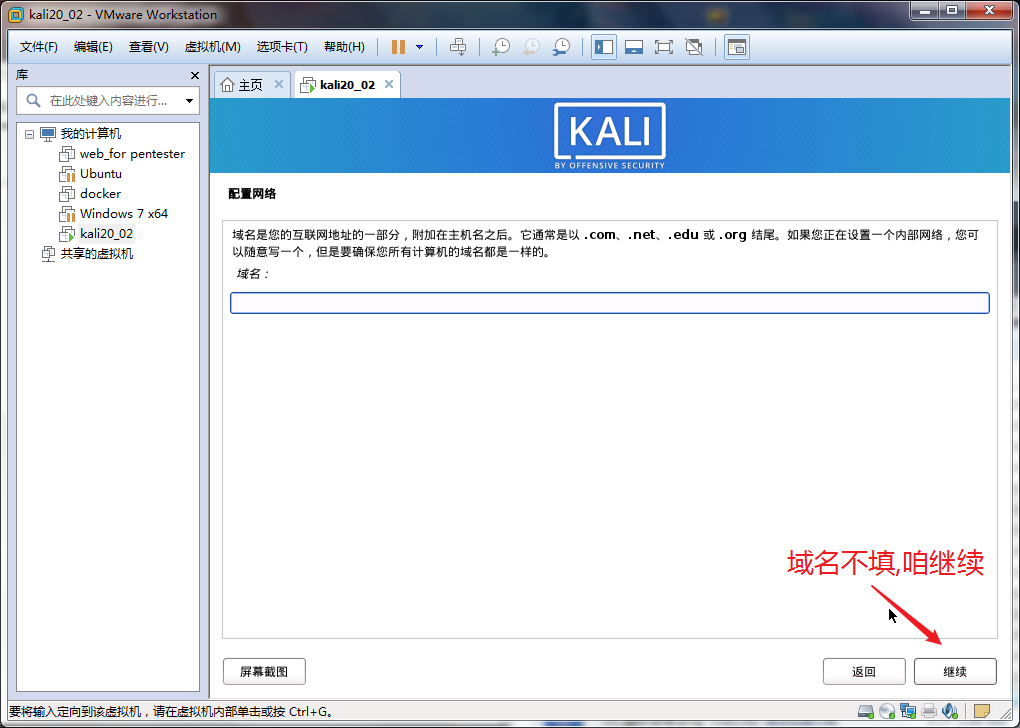 kali20_02 - VMware Workstation
文件(F) 编辑(E) 查看(V) 虚拟机(M) 选项卡(T) 帮助(H)
库
在此处键入内容进行...
我的计算机
web_for pentester
Ubuntu
docker
Windows 7 x64
kali20_02
共享的虚拟机
主页 kali20_02
KALI
BY OFFENSIVE SECURITY
配置网络
域名是您的互联网地址的一部分，附加在主机名之后。它通常是以 .com、.net、.edu 或 .org 结尾。如果您正在设置一个内部网络，您可
以随意写一个，但是要确保您所有计算机的域名都是一样的。
域名：
域名不填,咱继续
屏幕截图 返回 继续
要将输入定向到该虚拟机，请在虚拟机内部单击或按 Ctrl+G。